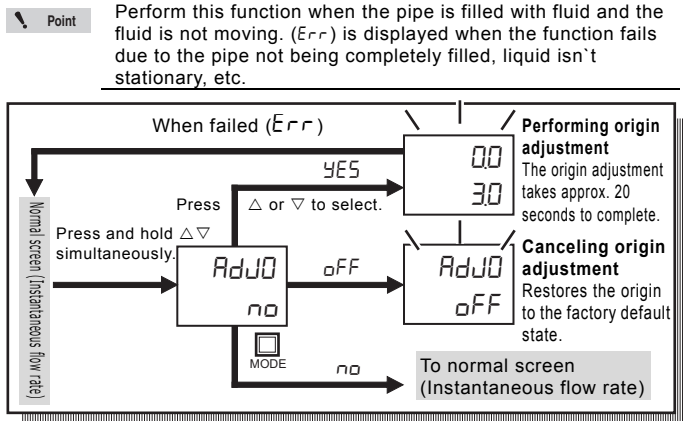 Point
Perform this function when the pipe is filled with fluid and the
fluid is not moving. (Err) is displayed when the function fails
due to the pipe not being completely filled, liquid isn`t
stationary, etc.
When failed (Err)
0.0
3.0
Performing origin
adjustment
The origin adjustment
takes approx. 20
seconds to complete.
YES
Press △ or ▽ to select.
Normal screen (Instantaneous flow rate)
Press and hold △▽
simultaneously.
AdJ0
no
oFF
AdJ0
oFF
Canceling origin
adjustment
Restores the origin
to the factory default
state.
MODE
no
To normal screen
(Instantaneous flow rate)